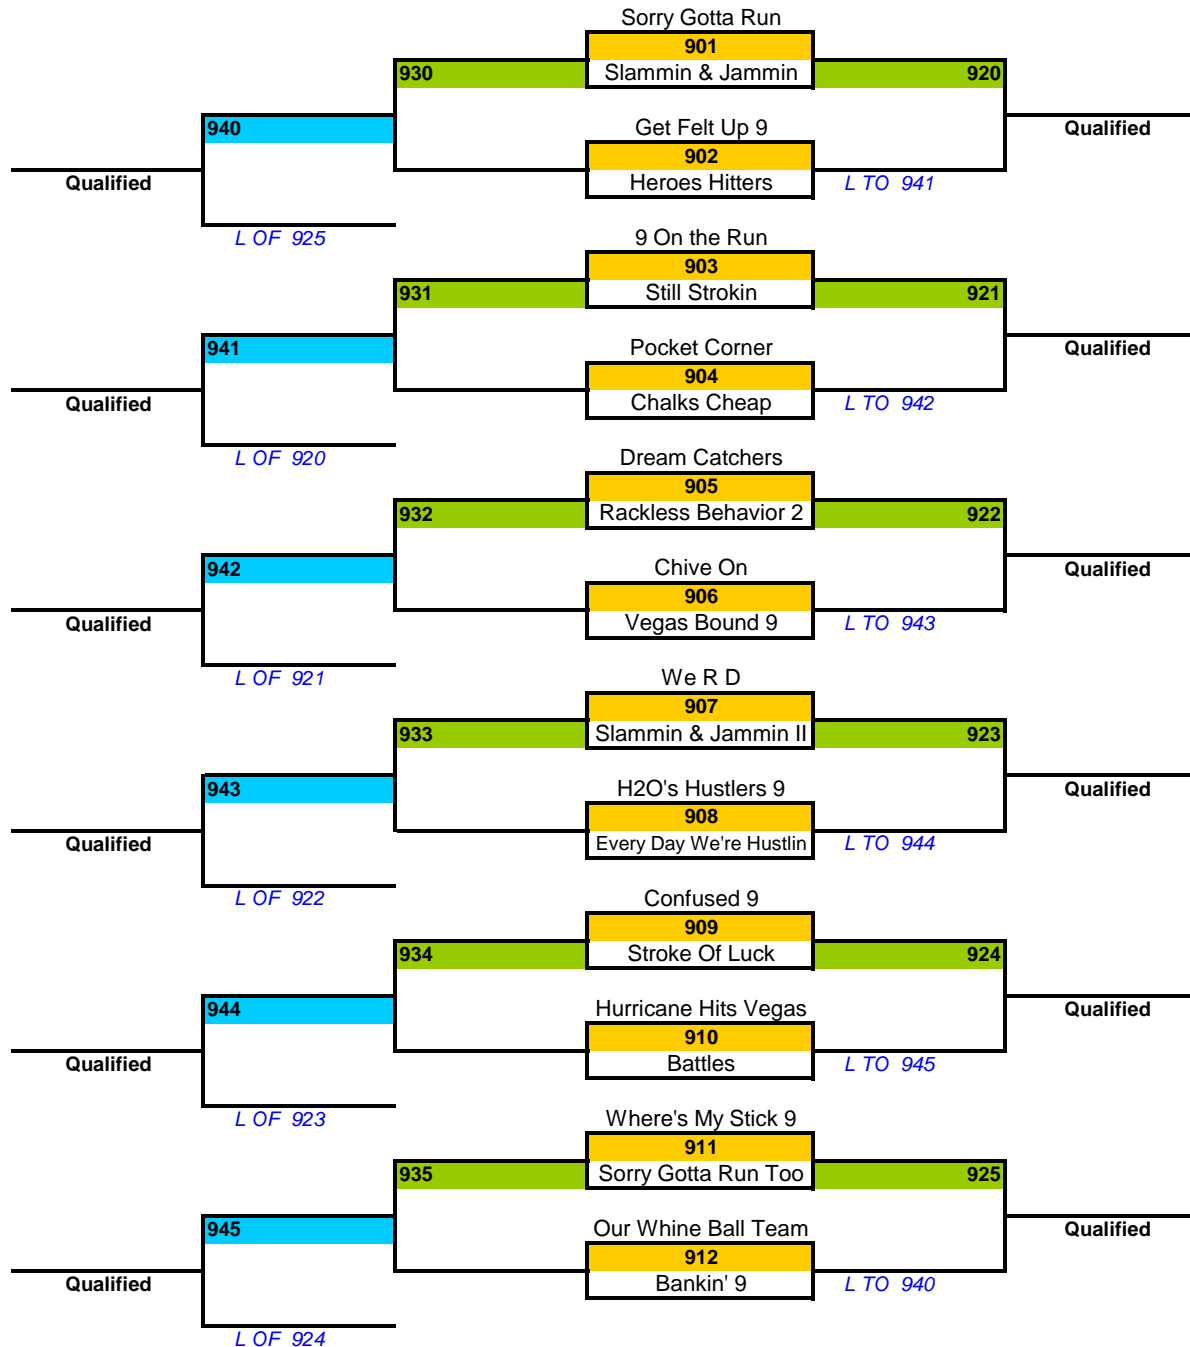 Sorry Gotta Run
901
930 Slammin & Jammin 920
940 Get Felt Up 9 Qualified
902
Qualified Heroes Hitters L TO 941
L OF 925 9 On the Run
903
931 Still Strokin 921
941 Pocket Corner Qualified
904
Qualified Chalks Cheap L TO 942
L OF 920 Dream Catchers
905
932 Rackless Behavior 2 922
942 Chive On Qualified
906
Qualified Vegas Bound 9 L TO 943
L OF 921 We R D
907
933 Slammin & Jammin II 923
943 H2O's Hustlers 9 Qualified
908
Qualified Every Day We're Hustlin L TO 944
L OF 922 Confused 9
909
934 Stroke Of Luck 924
944 Hurricane Hits Vegas Qualified
910
Qualified Battles L TO 945
L OF 923 Where's My Stick 9
911
935 Sorry Gotta Run Too 925
945 Our Whine Ball Team Qualified
912
Qualified Bankin' 9 L TO 940
L OF 924